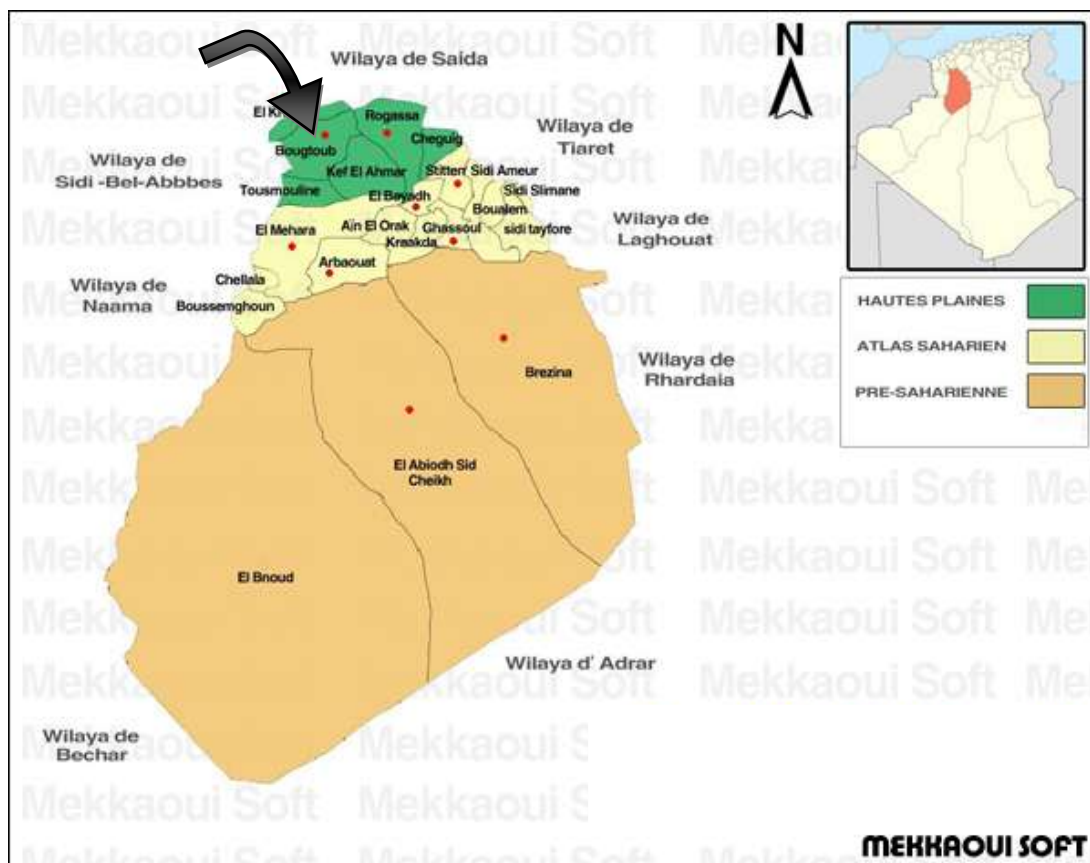 Wilaya de Saida
N
El K
Rogassa
Bougtoub
Cheguig
Wilaya de
Tiaret
Wilaya de
Sidi -Bel-Abbbes
Kef El Ahmar
Stitten Sidi Ameur
Tousmouline
El Bayadh
Sidi Slimane
Boualem
El Mehara
Aïn El Orak
Ghassoul
sidi tayfore
Kraakda
Wilaya de
Laghouat
Arbaouat
Chellala
Wilaya de
Naama
Boussemghoun
HAUTES PLAINES
ATLAS SAHARIEN
PRE-SAHARIENNE
Wilaya de
Rhardaia
Brezina
El Abiodh Sid
Cheikh
El Bnoud
Wilaya d' Adrar
Wilaya de
Bechar
Mekkaoui Soft
MEKKAOUI SOFT